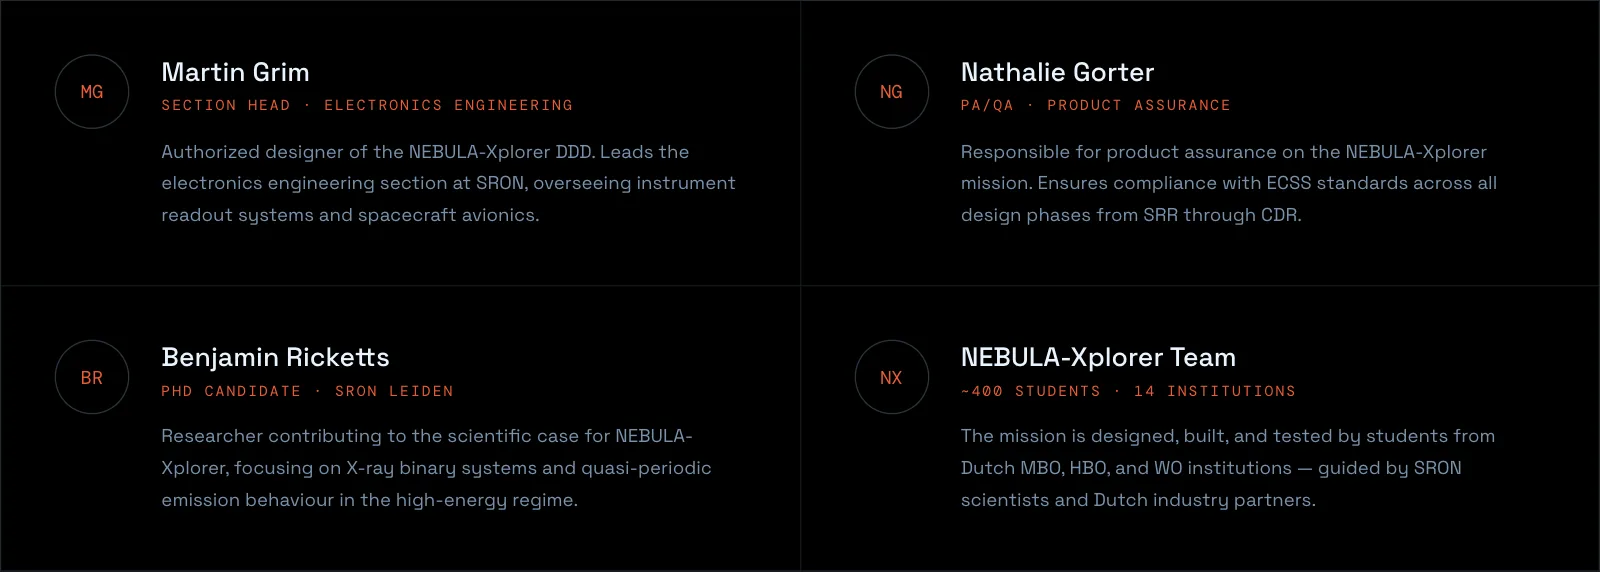 MG
Martin Grim
SECTION HEAD · ELECTRONICS ENGINEERING
Authorized designer of the NEBULA-Xplorer DDD. Leads the
electronics engineering section at SRON, overseeing instrument
readout systems and spacecraft avionics.
NG
Nathalie Gorter
PA/QA · PRODUCT ASSURANCE
Responsible for product assurance on the NEBULA-Xplorer
mission. Ensures compliance with ECSS standards across all
design phases from SRR through CDR.
BR
Benjamin Ricketts
PHD CANDIDATE · SRON LEIDEN
Researcher contributing to the scientific case for NEBULA-
Xplorer, focusing on X-ray binary systems and quasi-periodic
emission behaviour in the high-energy regime.
NX
NEBULA-Xplorer Team
~400 STUDENTS · 14 INSTITUTIONS
The mission is designed, built, and tested by students from
Dutch MBO, HBO, and WO institutions — guided by SRON
scientists and Dutch industry partners.